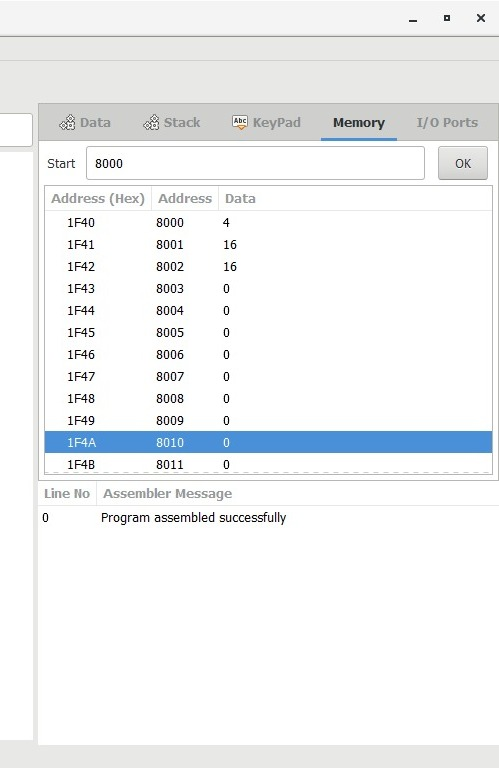 Data Stack KeyPad Memory I/O Ports
Start 8000 OK
Address (Hex) Address Data
1F40 8000 4
1F41 8001 16
1F42 8002 16
1F43 8003 0
1F44 8004 0
1F45 8005 0
1F46 8006 0
1F47 8007 0
1F48 8008 0
1F49 8009 0
1F4A 8010 0
1F4B 8011 0
Line No Assembler Message
0 Program assembled successfully